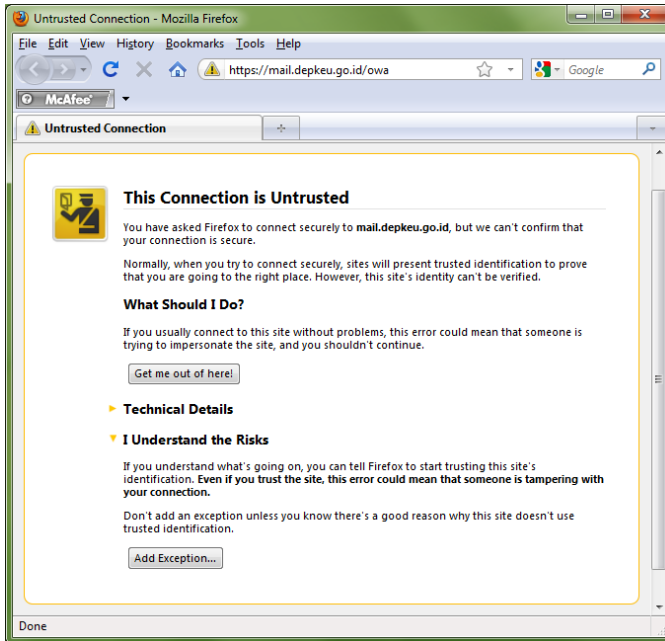 Untrusted Connection - Mozilla Firefox
File Edit View History Bookmarks Tools Help
https://mail.depkeu.go.id/owa
Google
McAfee
Untrusted Connection
This Connection is Untrusted
You have asked Firefox to connect securely to mail.depkeu.go.id, but we can't confirm that
your connection is secure.
Normally, when you try to connect securely, sites will present trusted identification to prove
that you are going to the right place. However, this site's identity can't be verified.
What Should I Do?
If you usually connect to this site without problems, this error could mean that someone is
trying to impersonate the site, and you shouldn't continue.
Get me out of here!
Technical Details
I Understand the Risks
If you understand what's going on, you can tell Firefox to start trusting this site's
identification. Even if you trust the site, this error could mean that someone is tampering with
your connection.
Don't add an exception unless you know there's a good reason why this site doesn't use
trusted identification.
Add Exception...
Done